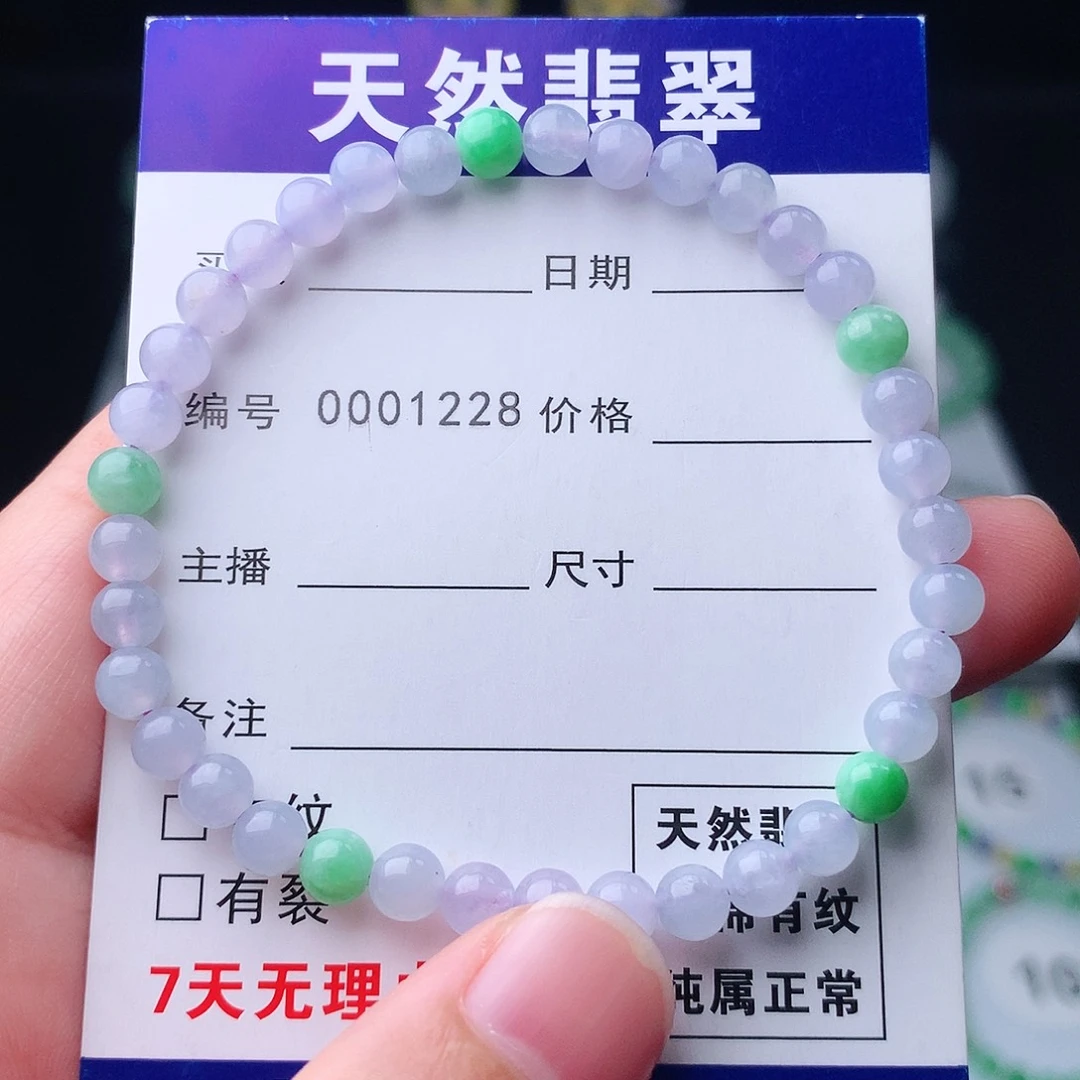 天然翡翠
日期
编号 0001228 价格
主播 尺寸
备注
纹
有裂
天然翡
有纹
纯属正常
7天无理